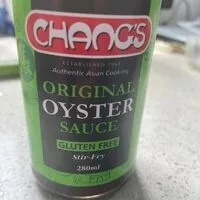 CHANG'S
Authentic Asian Cooking
ORIGINAL
OYSTER
SAUCE
GLUTEN FREE
Stir-Fry
280ml